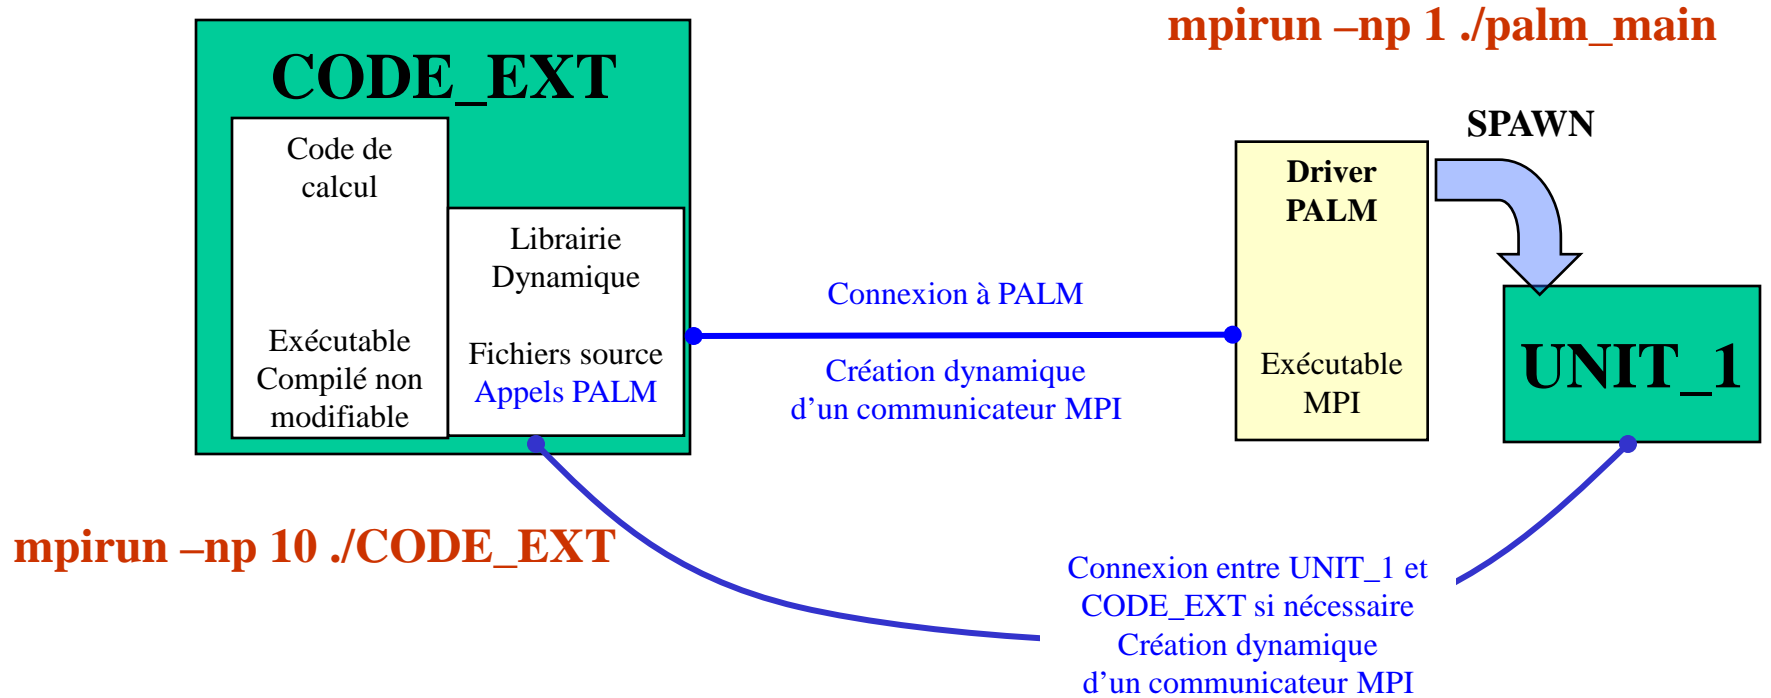 mpirun –np 1 ./palm_main
CODE_EXT
Code de
calcul
Exécutable
Compilé non
modifiable
Librairie
Dynamique
Fichiers source
Appels PALM
Connexion à PALM
Création dynamique
d’un communicateur MPI
SPAWN
Driver
PALM
Exécutable
MPI
UNIT_1
mpirun –np 10 ./CODE_EXT
Connexion entre UNIT_1 et
CODE_EXT si nécessaire
Création dynamique
d’un communicateur MPI